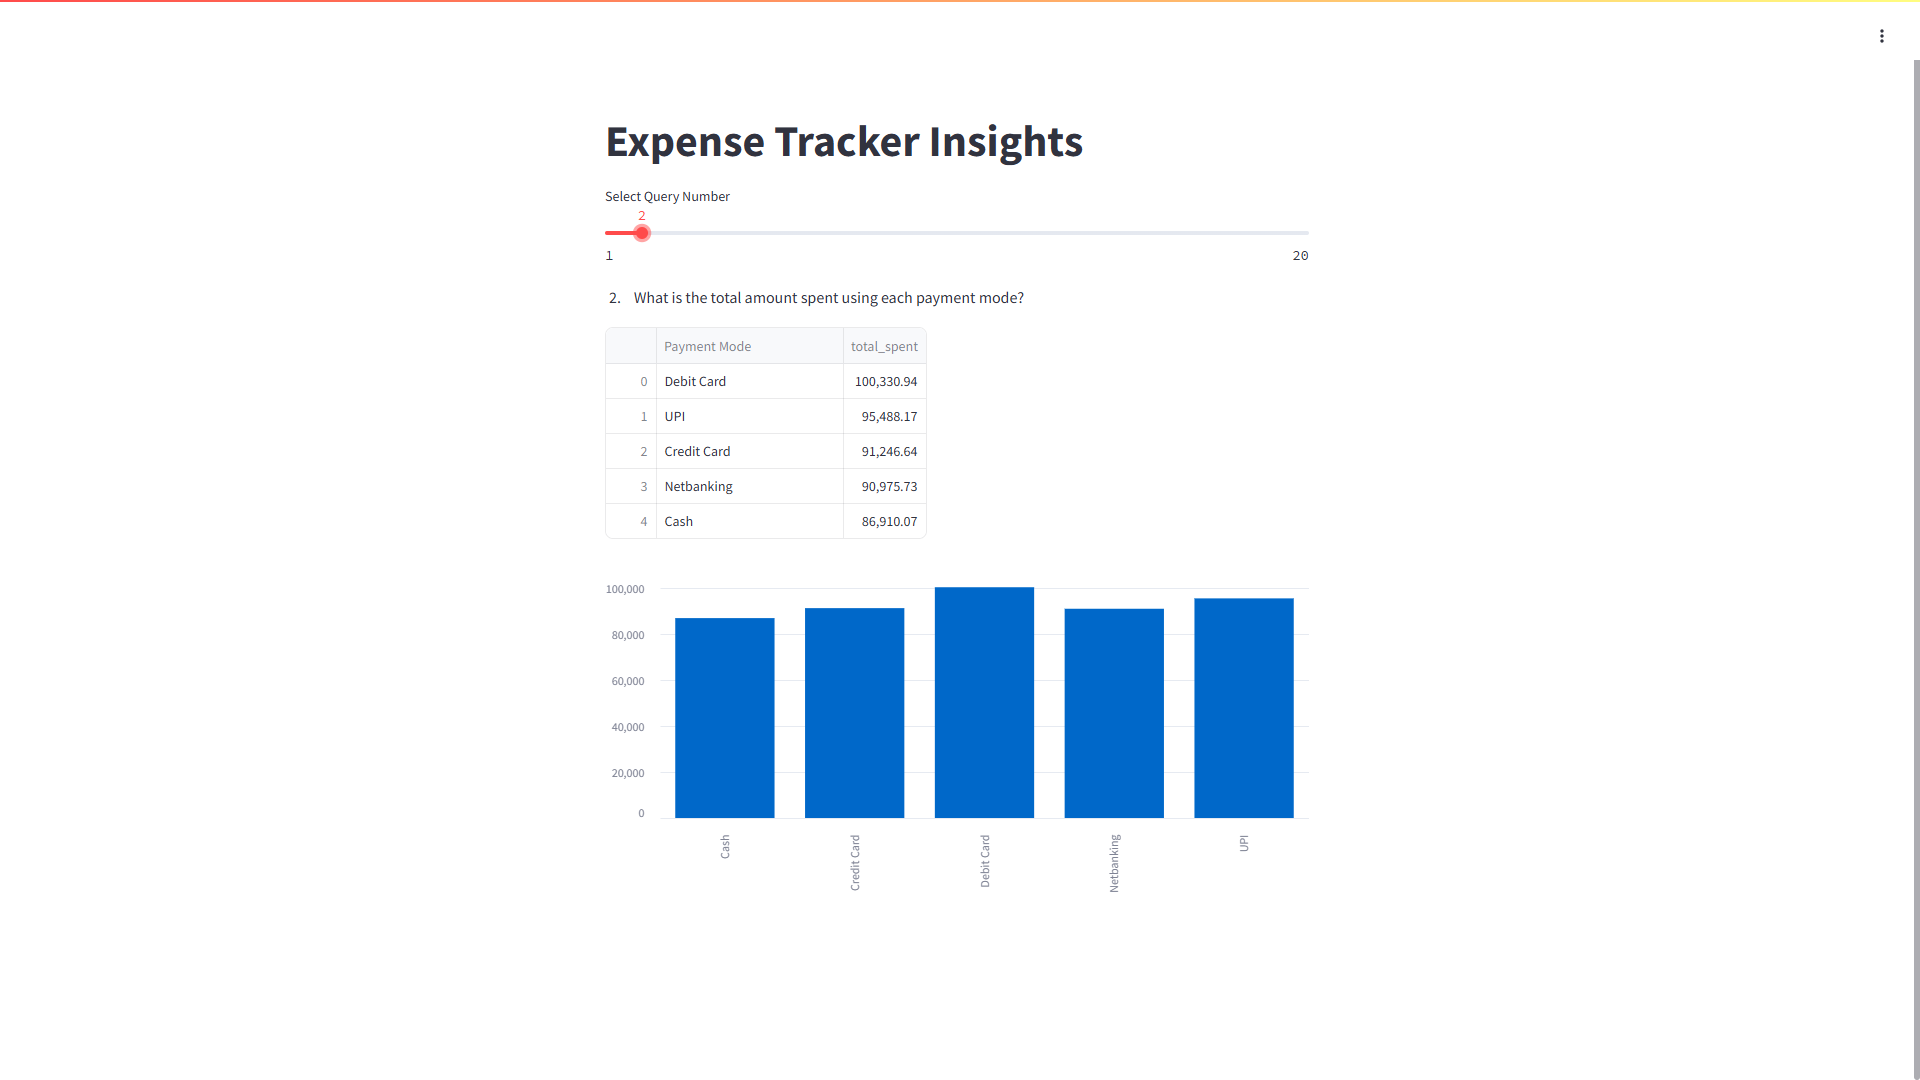 Expense Tracker Insights
Select Query Number
2
1 20
2. What is the total amount spent using each payment mode?
Payment Mode total_spent
0 Debit Card 100,330.94
1 UPI 95,488.17
2 Credit Card 91,246.64
3 Netbanking 90,975.73
4 Cash 86,910.07
100,000
80,000
60,000
40,000
20,000
0
Cash
Credit Card
Debit Card
Netbanking
UPI